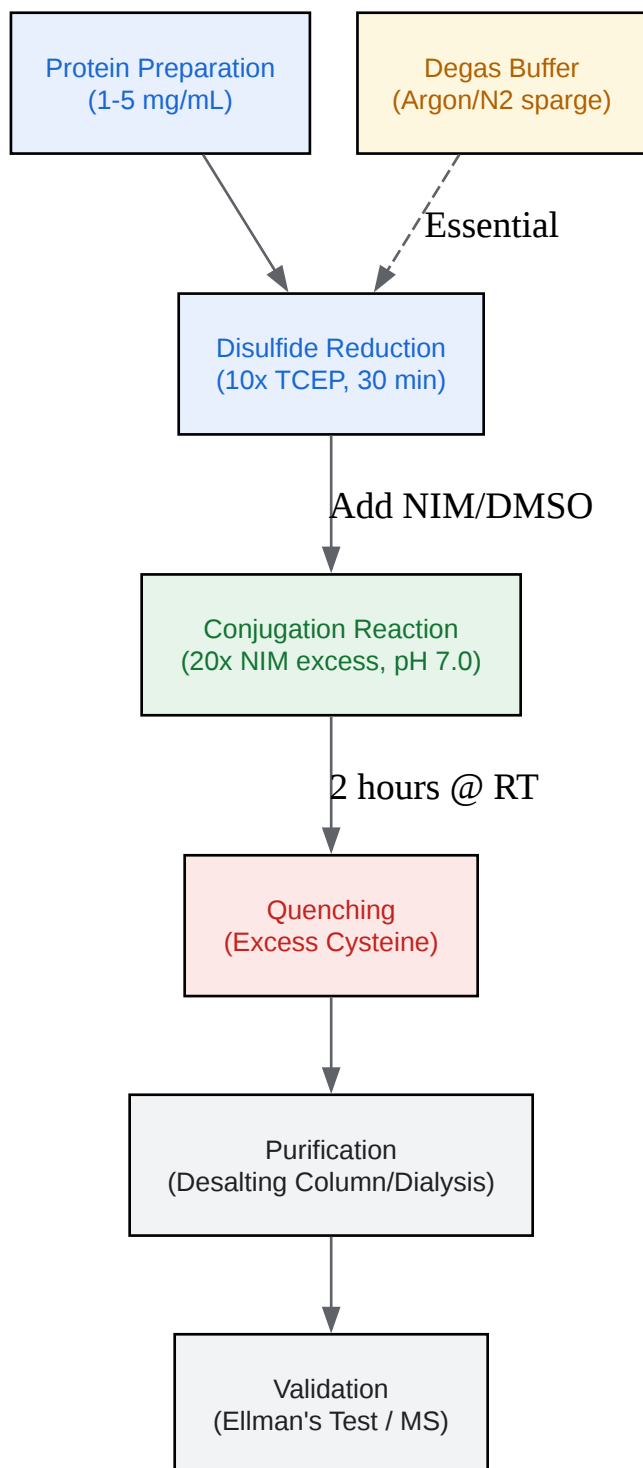 Protein Preparation
(1-5 mg/mL)
Degas Buffer
(Argon/N2 sparge)
Essential
Disulfide Reduction
(10x TCEP, 30 min)
Add NIM/DMSO
Conjugation Reaction
(20x NIM excess, pH 7.0)
2 hours @ RT
Quenching
(Excess Cysteine)
Purification
(Desalting Column/Dialysis)
Validation
(Ellman's Test / MS)